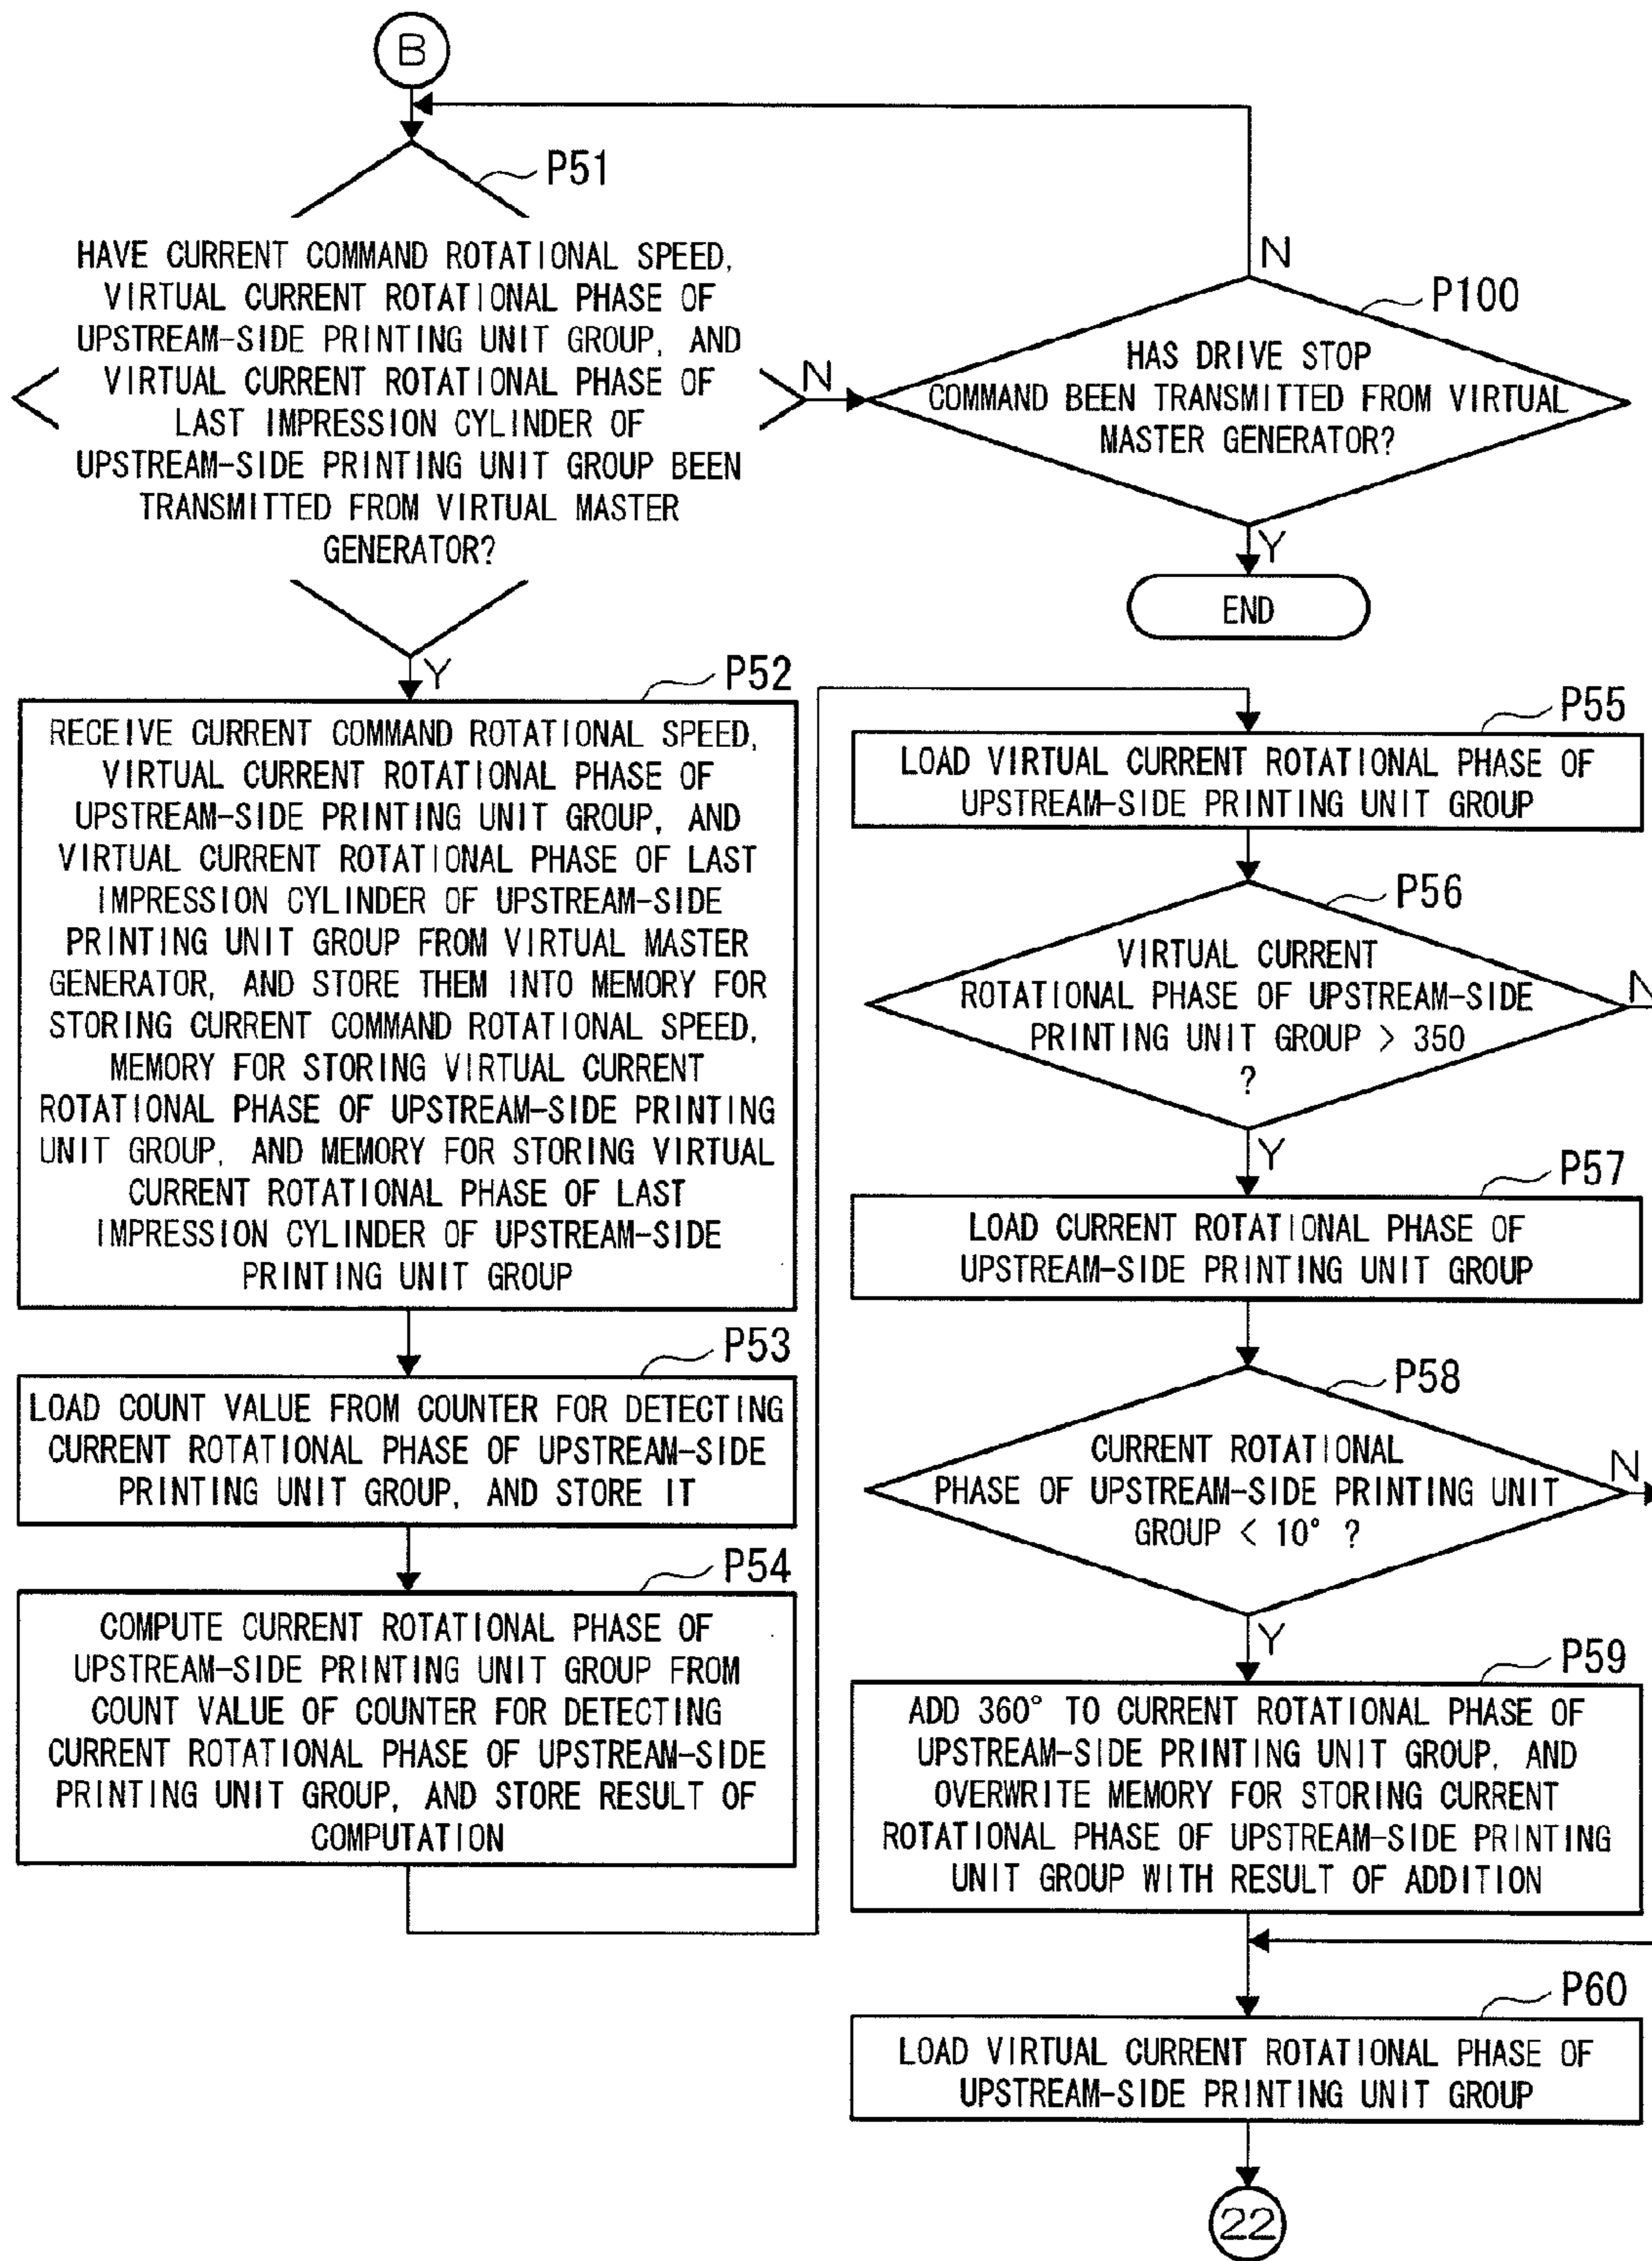 B
P51
HAVE CURRENT COMMAND ROTATIONAL SPEED,
VIRTUAL CURRENT ROTATIONAL PHASE OF
UPSTREAM-SIDE PRINTING UNIT GROUP, AND
VIRTUAL CURRENT ROTATIONAL PHASE OF
LAST IMPRESSION CYLINDER OF
UPSTREAM-SIDE PRINTING UNIT GROUP BEEN
TRANSMITTED FROM VIRTUAL MASTER
GENERATOR?
N
Y
N
P100
HAS DRIVE STOP
COMMAND BEEN TRANSMITTED FROM VIRTUAL
MASTER GENERATOR?
Y
END
P52
RECEIVE CURRENT COMMAND ROTATIONAL SPEED,
VIRTUAL CURRENT ROTATIONAL PHASE OF
UPSTREAM-SIDE PRINTING UNIT GROUP, AND
VIRTUAL CURRENT ROTATIONAL PHASE OF LAST
IMPRESSION CYLINDER OF UPSTREAM-SIDE
PRINTING UNIT GROUP FROM VIRTUAL MASTER
GENERATOR, AND STORE THEM INTO MEMORY FOR
STORING CURRENT COMMAND ROTATIONAL SPEED,
MEMORY FOR STORING VIRTUAL CURRENT
ROTATIONAL PHASE OF UPSTREAM-SIDE PRINTING
UNIT GROUP, AND MEMORY FOR STORING VIRTUAL
CURRENT ROTATIONAL PHASE OF LAST
IMPRESSION CYLINDER OF UPSTREAM-SIDE
PRINTING UNIT GROUP
P53
LOAD COUNT VALUE FROM COUNTER FOR DETECTING
CURRENT ROTATIONAL PHASE OF UPSTREAM-SIDE
PRINTING UNIT GROUP, AND STORE IT
P54
COMPUTE CURRENT ROTATIONAL PHASE OF
UPSTREAM-SIDE PRINTING UNIT GROUP FROM
COUNT VALUE OF COUNTER FOR DETECTING
CURRENT ROTATIONAL PHASE OF UPSTREAM-SIDE
PRINTING UNIT GROUP, AND STORE RESULT OF
COMPUTATION
P55
LOAD VIRTUAL CURRENT ROTATIONAL PHASE OF
UPSTREAM-SIDE PRINTING UNIT GROUP
P56
VIRTUAL CURRENT
ROTATIONAL PHASE OF UPSTREAM-SIDE
PRINTING UNIT GROUP > 350
?
N
Y
P57
LOAD CURRENT ROTATIONAL PHASE OF
UPSTREAM-SIDE PRINTING UNIT GROUP
P58
CURRENT ROTATIONAL
PHASE OF UPSTREAM-SIDE PRINTING UNIT
GROUP < 10° ?
N
Y
P59
ADD 360° TO CURRENT ROTATIONAL PHASE OF
UPSTREAM-SIDE PRINTING UNIT GROUP, AND
OVERWRITE MEMORY FOR STORING CURRENT
ROTATIONAL PHASE OF UPSTREAM-SIDE PRINTING
UNIT GROUP WITH RESULT OF ADDITION
P60
LOAD VIRTUAL CURRENT ROTATIONAL PHASE OF
UPSTREAM-SIDE PRINTING UNIT GROUP
22